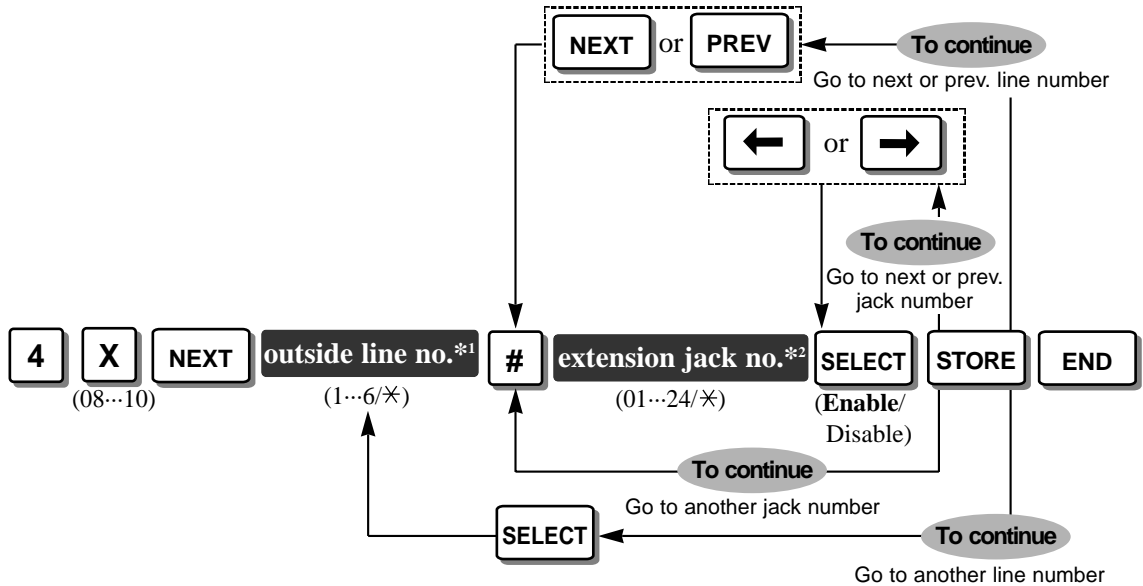 NEXT or PREV
To continue
Go to next or prev. line number
← or →
To continue
Go to next or prev.
jack number
4 X NEXT outside line no.*1 # extension jack no.*2 SELECT STORE END
(08···10) (1···6/✳) (01···24/✳) (Enable/
Disable)
To continue
Go to another jack number
SELECT
To continue
Go to another line number